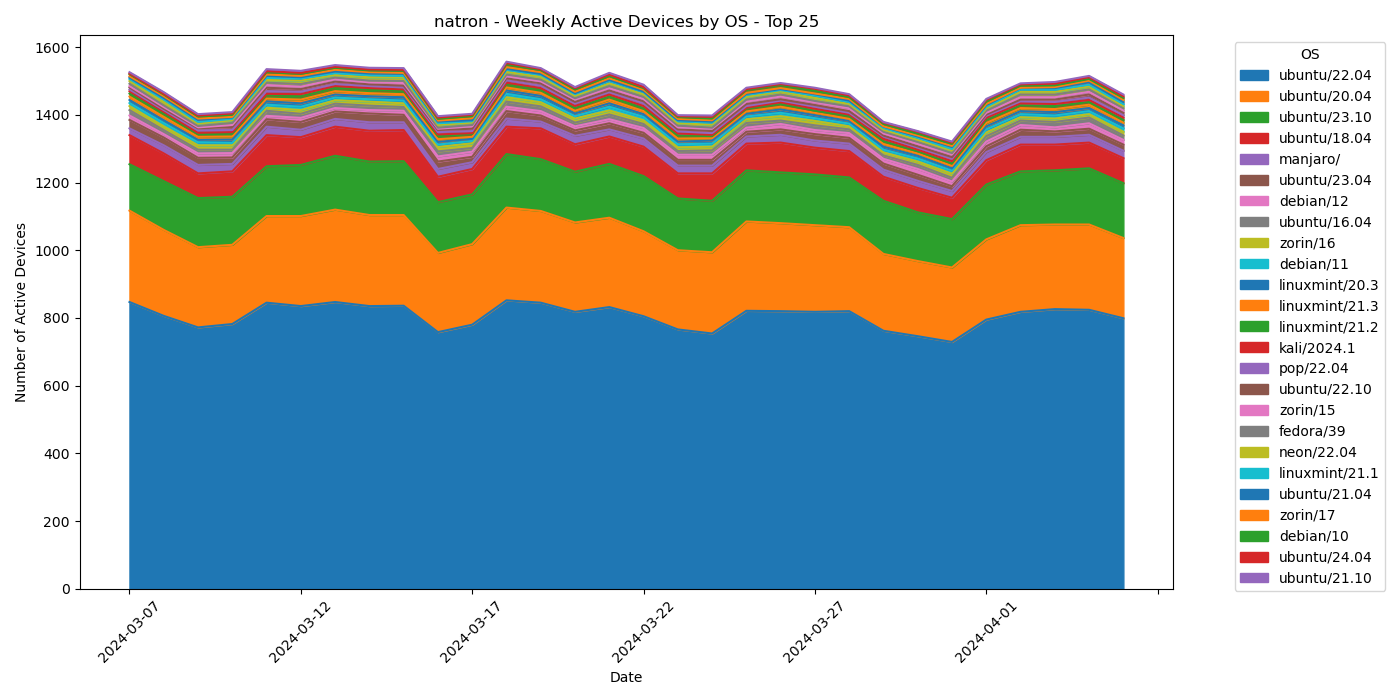 natron - Weekly Active Devices by OS - Top 25
1600
1400
1200
1000
800
600
400
200
0
Number of Active Devices
2024-03-07
2024-03-12
2024-03-17
2024-03-22
2024-03-27
2024-04-01
Date
OS
ubuntu/22.04
ubuntu/20.04
ubuntu/23.10
ubuntu/18.04
manjaro/
ubuntu/23.04
debian/12
ubuntu/16.04
zorin/16
debian/11
linuxmint/20.3
linuxmint/21.3
linuxmint/21.2
kali/2024.1
pop/22.04
ubuntu/22.10
zorin/15
fedora/39
neon/22.04
linuxmint/21.1
ubuntu/21.04
zorin/17
debian/10
ubuntu/24.04
ubuntu/21.10